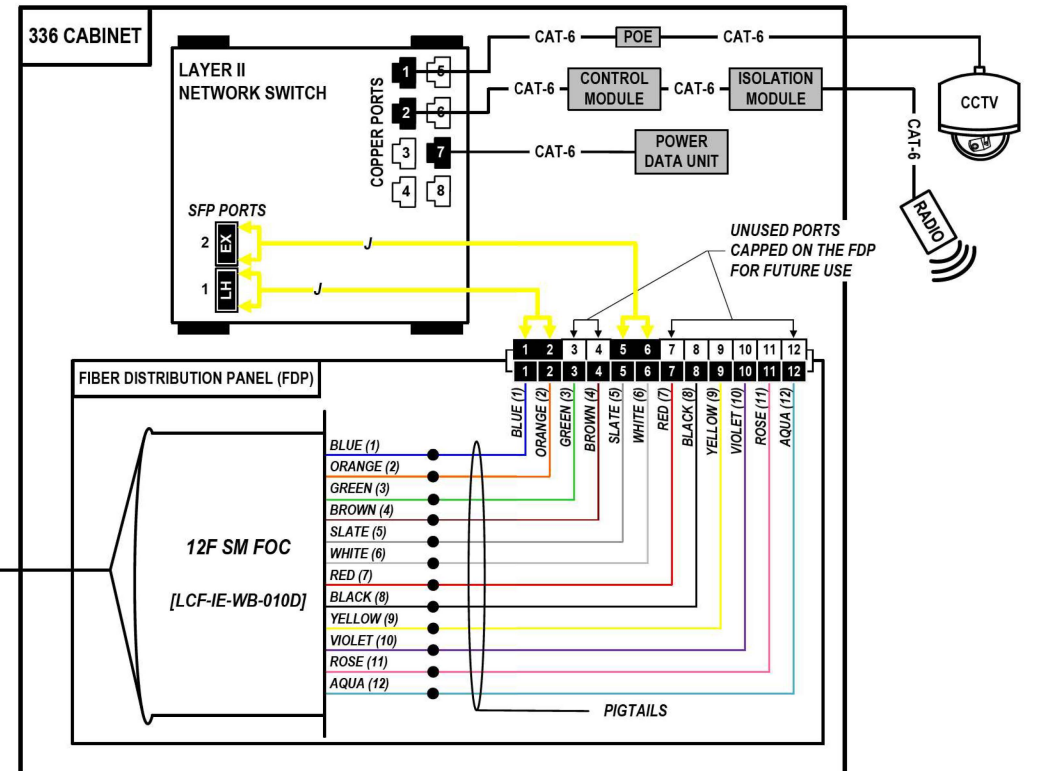 336 CABINET
LAYER II
NETWORK SWITCH
COPPER PORTS
1 5
2 6
3 7
4 8
CAT-6 POE CAT-6
CAT-6 CONTROL MODULE CAT-6 ISOLATION MODULE
CAT-6 POWER DATA UNIT
CCTV
CAT-6
RADIO
SFP PORTS
2 EX
1 LH
J
J
UNUSED PORTS
CAPPED ON THE FDP
FOR FUTURE USE
1 2 3 4 5 6 7 8 9 10 11 12
1 2 3 4 5 6 7 8 9 10 11 12
FIBER DISTRIBUTION PANEL (FDP)
BLUE (1)
ORANGE (2)
GREEN (3)
BROWN (4)
SLATE (5)
WHITE (6)
RED (7)
BLACK (8)
YELLOW (9)
VIOLET (10)
ROSE (11)
AQUA (12)
12F SM FOC
[LCF-IE-WB-010D]
BLUE (1)
ORANGE (2)
GREEN (3)
BROWN (4)
SLATE (5)
WHITE (6)
RED (7)
BLACK (8)
YELLOW (9)
VIOLET (10)
ROSE (11)
AQUA (12)
PIGTAILS